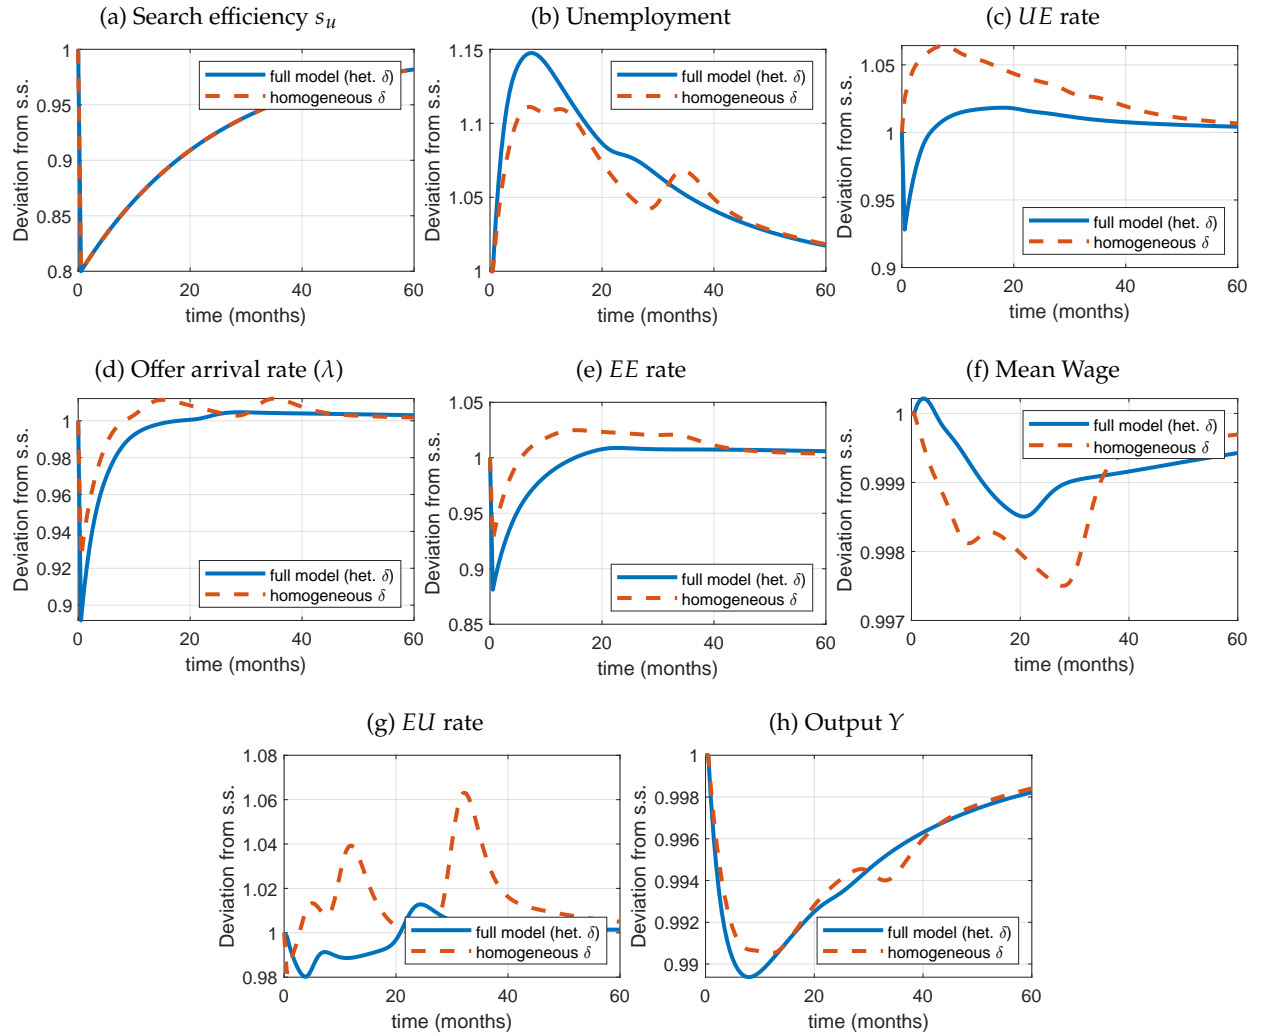 (a) Search efficiency s_u
1
0.95
0.9
0.85
0.8
Deviation from s.s.
full model (het. δ)
homogeneous δ
0 20 40 60
time (months)
(b) Unemployment
1.15
1.1
1.05
1
Deviation from s.s.
full model (het. δ)
homogeneous δ
0 20 40 60
time (months)
(c) UE rate
1.05
1
0.95
0.9
Deviation from s.s.
full model (het. δ)
homogeneous δ
0 20 40 60
time (months)
(d) Offer arrival rate (λ)
1
0.98
0.96
0.94
0.92
0.9
Deviation from s.s.
full model (het. δ)
homogeneous δ
0 20 40 60
time (months)
(e) EE rate
1.05
1
0.95
0.9
0.85
Deviation from s.s.
full model (het. δ)
homogeneous δ
0 20 40 60
time (months)
(f) Mean Wage
1
0.999
0.998
0.997
Deviation from s.s.
full model (het. δ)
homogeneous δ
0 20 40 60
time (months)
(g) EU rate
1.08
1.06
1.04
1.02
1
0.98
Deviation from s.s.
full model (het. δ)
homogeneous δ
0 20 40 60
time (months)
(h) Output Y
1
0.998
0.996
0.994
0.992
0.99
Deviation from s.s.
full model (het. δ)
homogeneous δ
0 20 40 60
time (months)